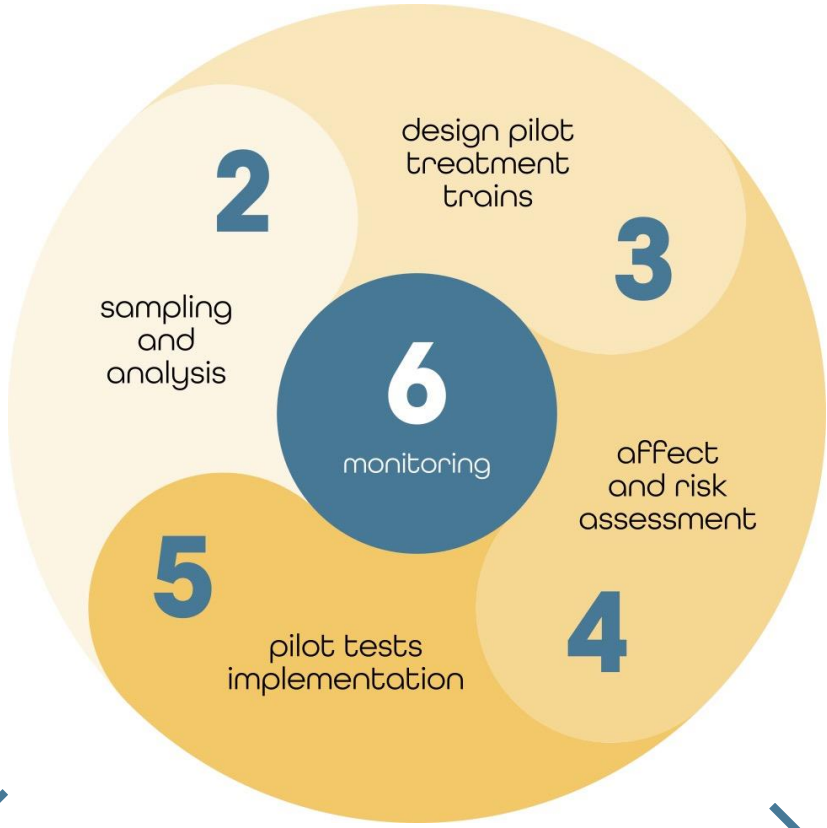 2
sampling
and
analysis
design pilot
treatment
trains
3
affect
and risk
assessment
4
5
pilot tests
implementation
6
monitoring